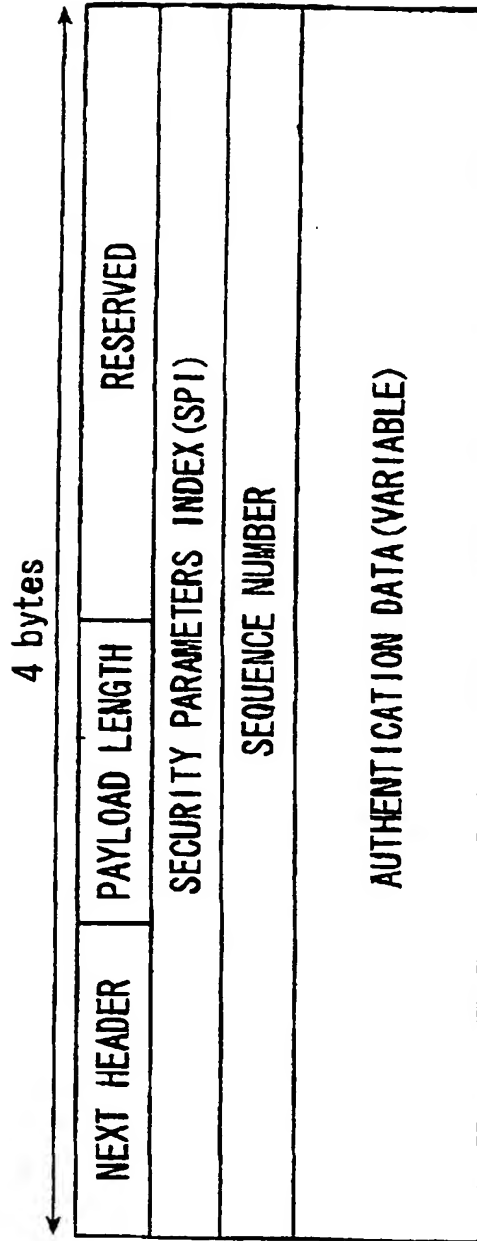 4 bytes
NEXT HEADER PAYLOAD LENGTH RESERVED
SECURITY PARAMETERS INDEX(SPI)
SEQUENCE NUMBER
AUTHENTICATION DATA(VARIABLE)